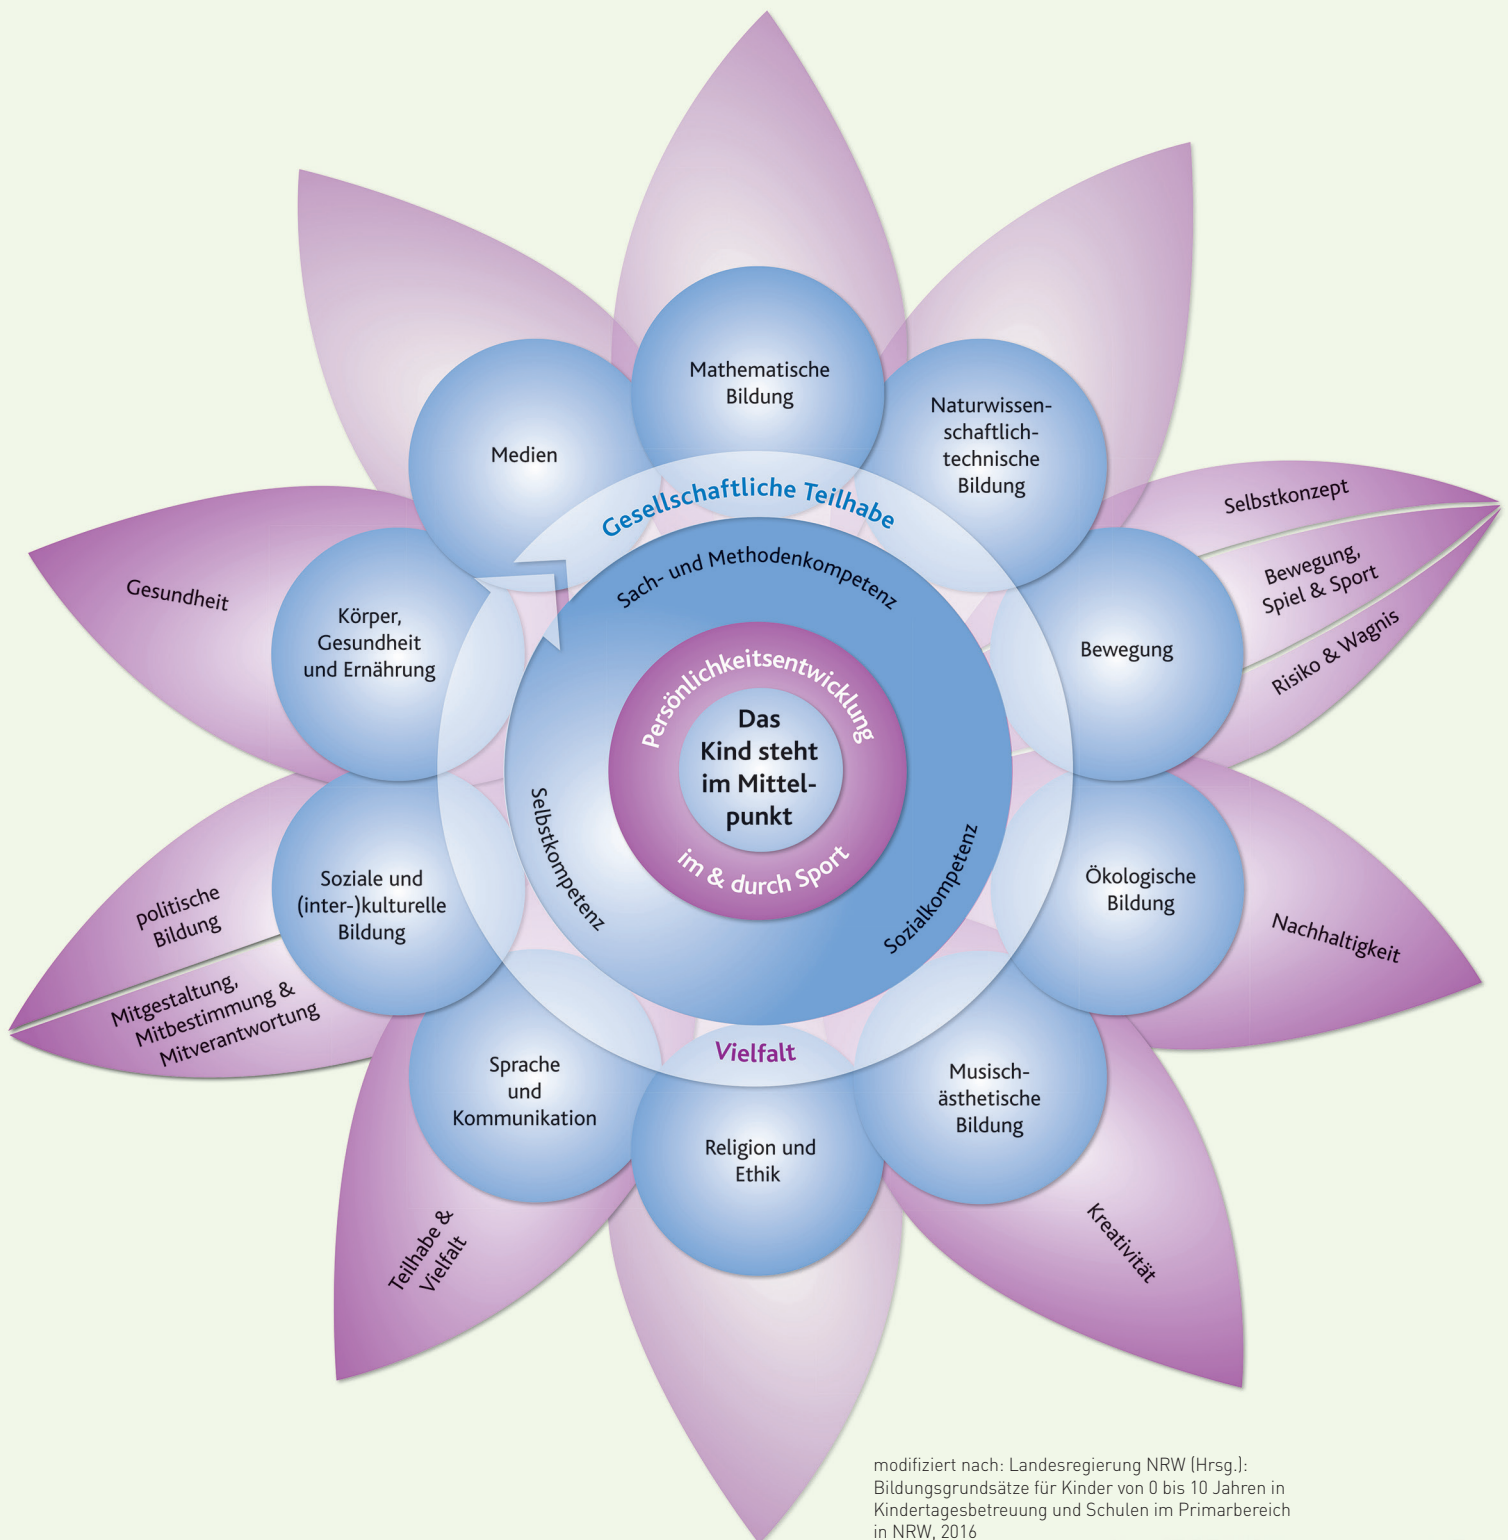 Mathematische
Bildung
Naturwissen-
schaftlich-
technische
Bildung
Medien
Gesellschaftliche Teilhabe
Sach- und Methodenkompetenz
Selbstkonzept
Bewegung,
Spiel & Sport
Risiko & Wagnis
Bewegung
Gesundheit
Körper,
Gesundheit
und Ernährung
Persönlichkeitsentwicklung
im & durch Sport
Das
Kind steht
im Mittel-
punkt
Selbstkompetenz
Sozialkompetenz
Ökologische
Bildung
Nachhaltigkeit
Soziale und
(inter-)kulturelle
Bildung
politische
Bildung
Mitgestaltung,
Mitbestimmung &
Mitverantwortung
Vielfalt
Sprache
und
Kommunikation
Teilhabe &
Vielfalt
Religion und
Ethik
Musisch-
ästhetische
Bildung
Kreativität
modifiziert nach: Landesregierung NRW (Hrsg.):
Bildungsgrundsätze für Kinder von 0 bis 10 Jahren in
Kindertagesbetreuung und Schulen im Primarbereich
in NRW, 2016